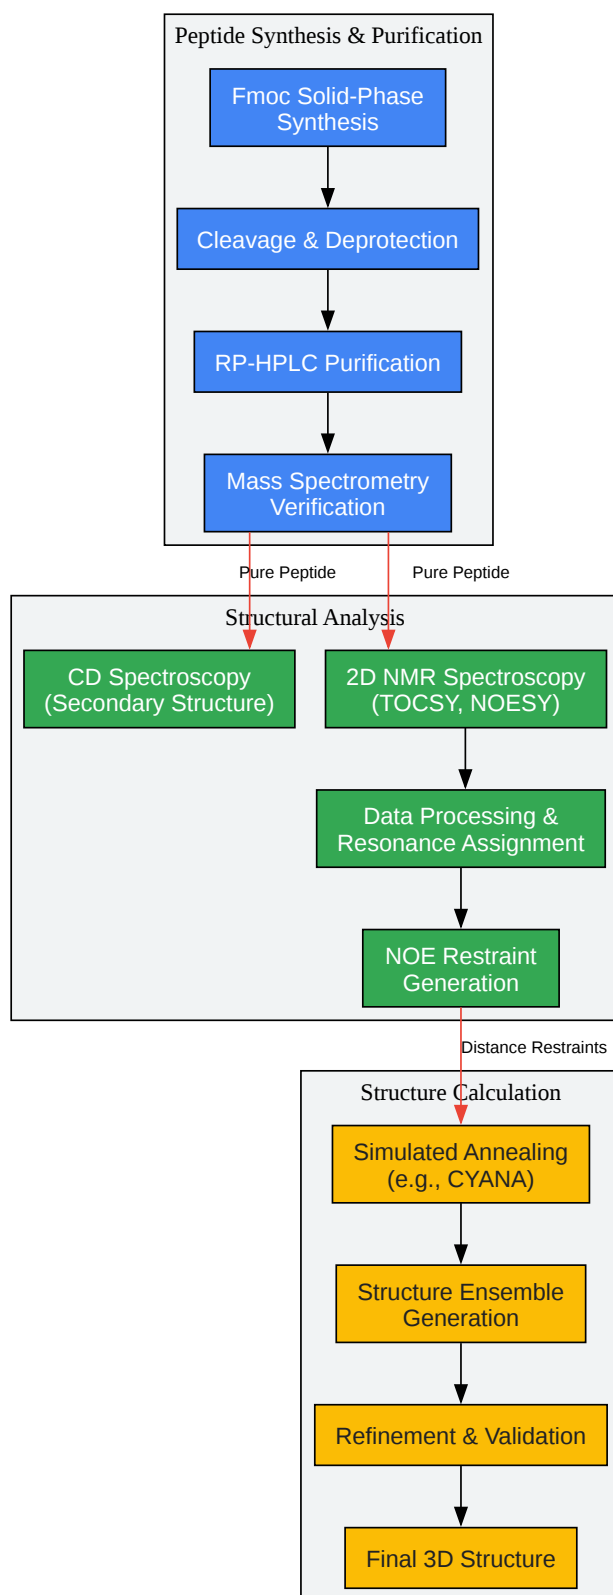 Peptide Synthesis & Purification
Fmoc Solid-Phase
Synthesis
Cleavage & Deprotection
RP-HPLC Purification
Mass Spectrometry
Verification
Pure Peptide
Pure Peptide
Structural Analysis
CD Spectroscopy
(Secondary Structure)
2D NMR Spectroscopy
(TOCSY, NOESY)
Data Processing &
Resonance Assignment
NOE Restraint
Generation
Distance Restraints
Structure Calculation
Simulated Annealing
(e.g., CYANA)
Structure Ensemble
Generation
Refinement & Validation
Final 3D Structure